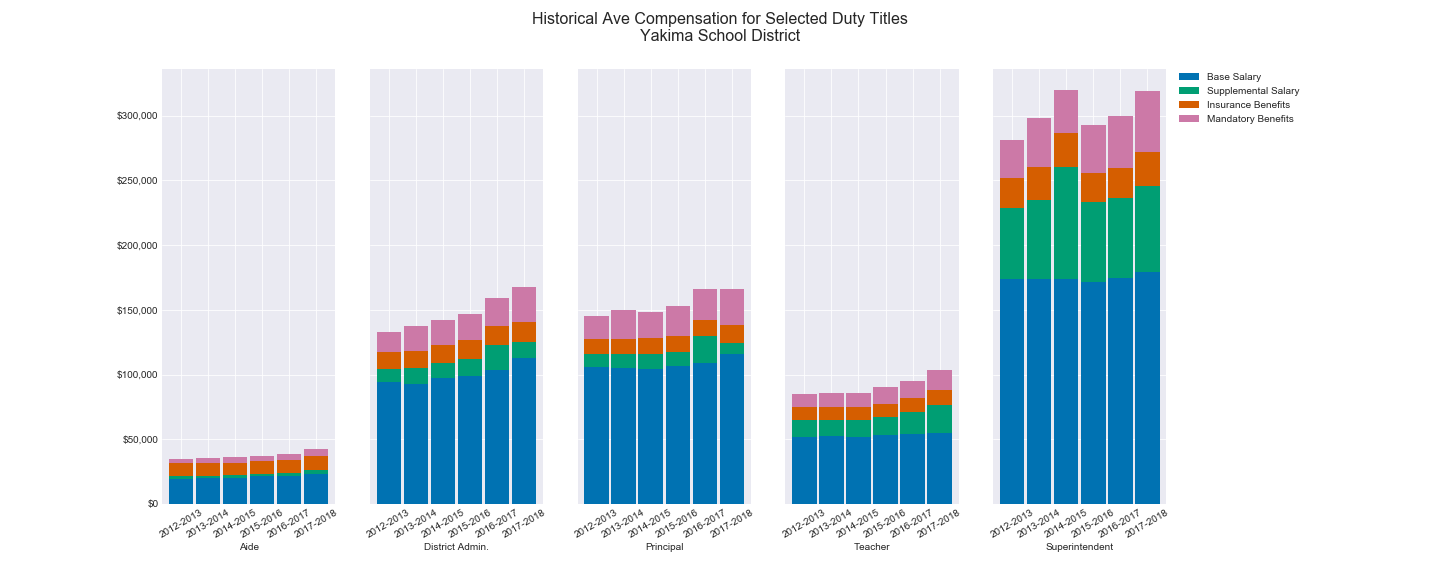 Historical Ave Compensation for Selected Duty Titles
Yakima School District
Base Salary
Supplemental Salary
Insurance Benefits
Mandatory Benefits
$300,000
$250,000
$200,000
$150,000
$100,000
$50,000
$0
2012-2013 2013-2014 2014-2015 2015-2016 2016-2017 2017-2018
Aide
2012-2013 2013-2014 2014-2015 2015-2016 2016-2017 2017-2018
District Admin.
2012-2013 2013-2014 2014-2015 2015-2016 2016-2017 2017-2018
Principal
2012-2013 2013-2014 2014-2015 2015-2016 2016-2017 2017-2018
Teacher
2012-2013 2013-2014 2014-2015 2015-2016 2016-2017 2017-2018
Superintendent